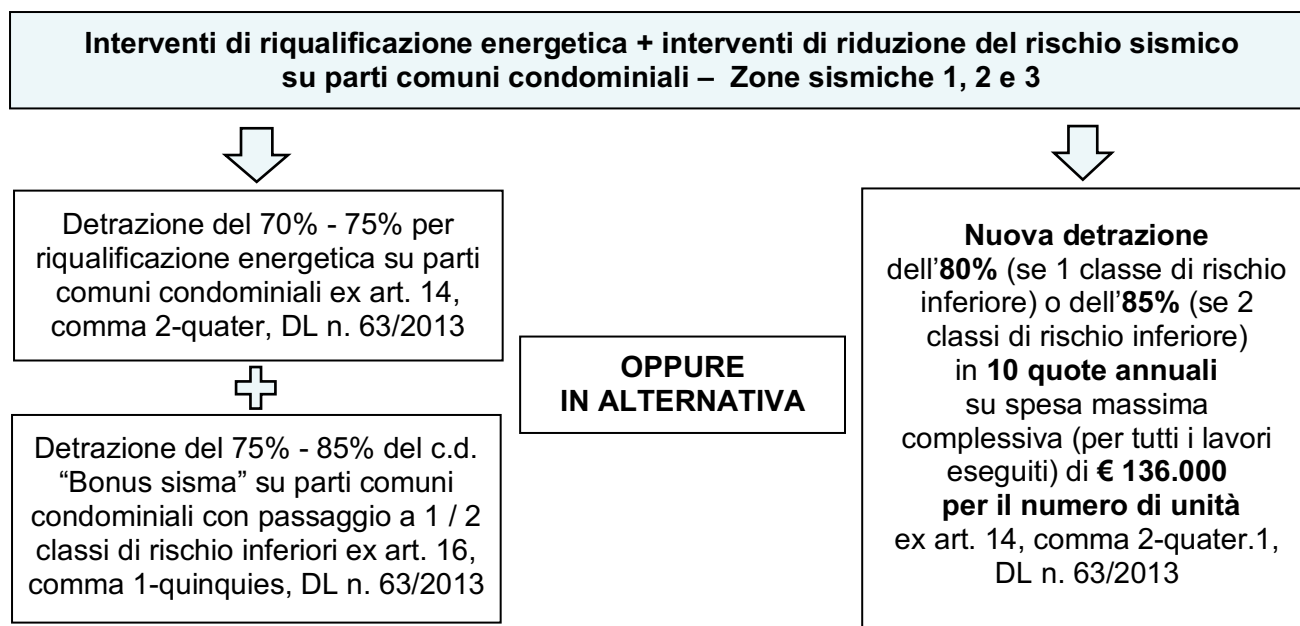 Interventi di riqualificazione energetica + interventi di riduzione del rischio sismico
su parti comuni condominiali – Zone sismiche 1, 2 e 3
Detrazione del 70% - 75% per
riqualificazione energetica su parti
comuni condominiali ex art. 14,
comma 2-quater, DL n. 63/2013
Detrazione del 75% - 85% del c.d.
“Bonus sisma” su parti comuni
condominiali con passaggio a 1 / 2
classi di rischio inferiori ex art. 16,
comma 1-quinquies, DL n. 63/2013
OPPURE
IN ALTERNATIVA
Nuova detrazione
dell’80% (se 1 classe di rischio
inferiore) o dell’85% (se 2
classi di rischio inferiore)
in 10 quote annuali
su spesa massima
complessiva (per tutti i lavori
eseguiti) di € 136.000
per il numero di unità
ex art. 14, comma 2-quater.1,
DL n. 63/2013